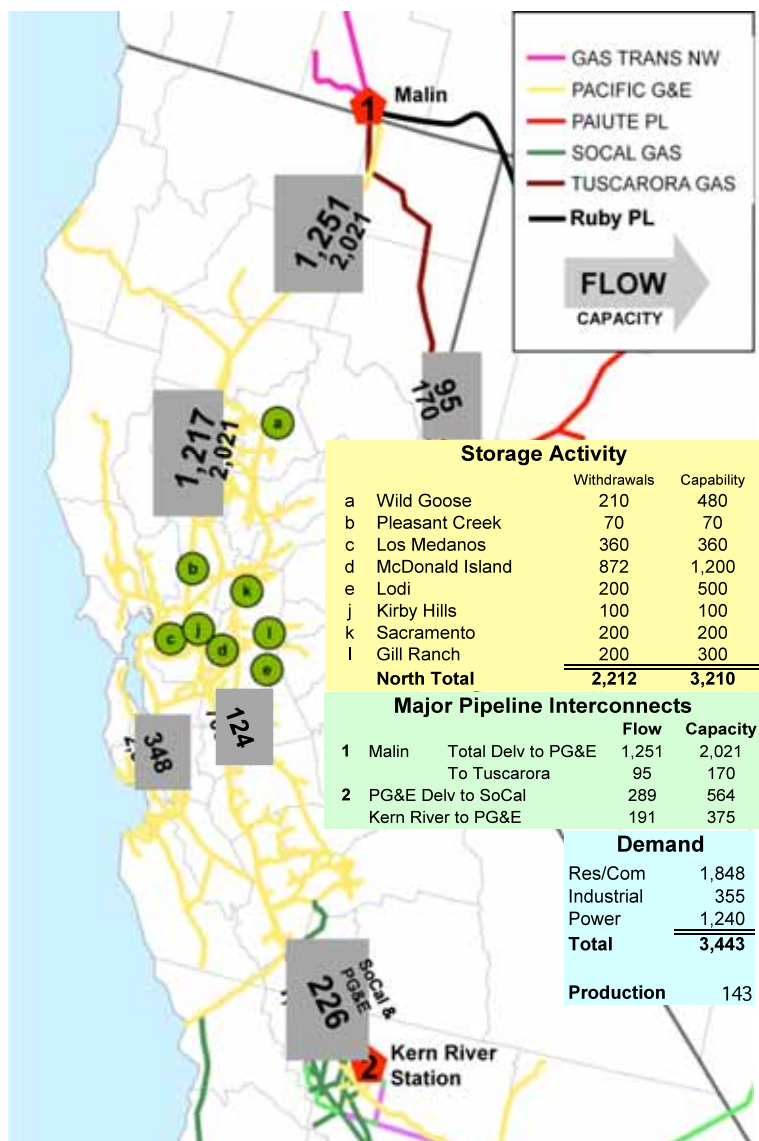 GAS TRANS NW
PACIFIC G&E
PAIUTE PL
SOCAL GAS
TUSCARORA GAS
Ruby PL
FLOW
CAPACITY
1 Malin
1,251
2,021
95
170
1,217
2,021
a
b
k
c j d l
e
Storage Activity
Withdrawals Capability
a Wild Goose 210 480
b Pleasant Creek 70 70
c Los Medanos 360 360
d McDonald Island 872 1,200
e Lodi 200 500
j Kirby Hills 100 100
k Sacramento 200 200
l Gill Ranch 200 300
North Total 2,212 3,210
124
348
Major Pipeline Interconnects
Flow Capacity
1 Malin Total Delv to PG&E 1,251 2,021
To Tuscarora 95 170
2 PG&E Delv to SoCal 289 564
Kern River to PG&E 191 375
Demand
Res/Com 1,848
Industrial 355
Power 1,240
Total 3,443
Production 143
226
SoCal &
PG&E
2 Kern River
Station